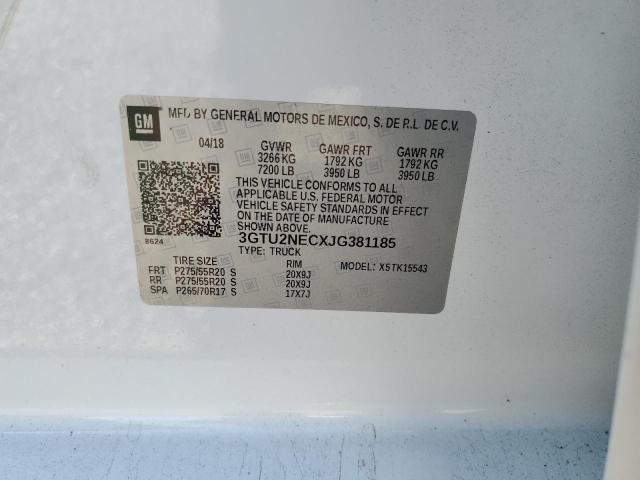 GM MFD BY GENERAL MOTORS DE MEXICO, S. DE R.L. DE C.V.
04/18 GVWR GAWR FRT GAWR RR
3266 KG 1792 KG 1792 KG
7200 LB 3950 LB 3950 LB
THIS VEHICLE CONFORMS TO ALL
APPLICABLE U.S. FEDERAL MOTOR
VEHICLE SAFETY STANDARDS IN EFFECT
ON THE DATE OF MANUFACTURE
SHOWN ABOVE.
8624 3GTU2NECXJG381185
TYPE: TRUCK
TIRE SIZE RIM MODEL: X5TK15543
FRT P275/55R20 S 20X9J
RR P275/55R20 S 20X9J
SPA P265/70R17 S 17X7J